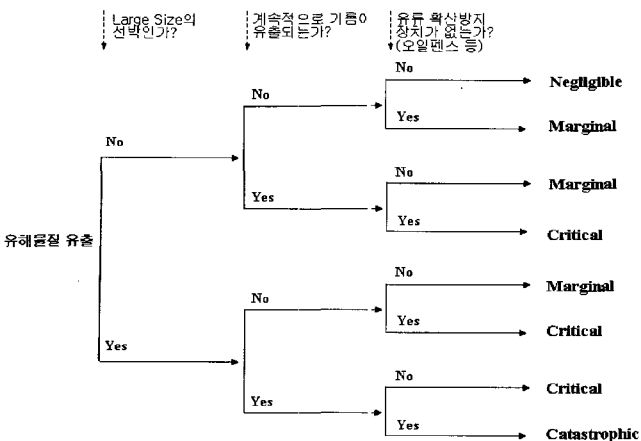 Large Size의
선박인가?
계속적으로 기름이
유출되는가?
유류 확산방지
장치가 없는가?
(오일펜스 등)
No
Negligible
No
Yes
Marginal
No
No
Marginal
Yes
Yes
Critical
유해물질 유출
No
Marginal
No
Yes
Critical
Yes
No
Critical
Yes
Yes
Catastrophic